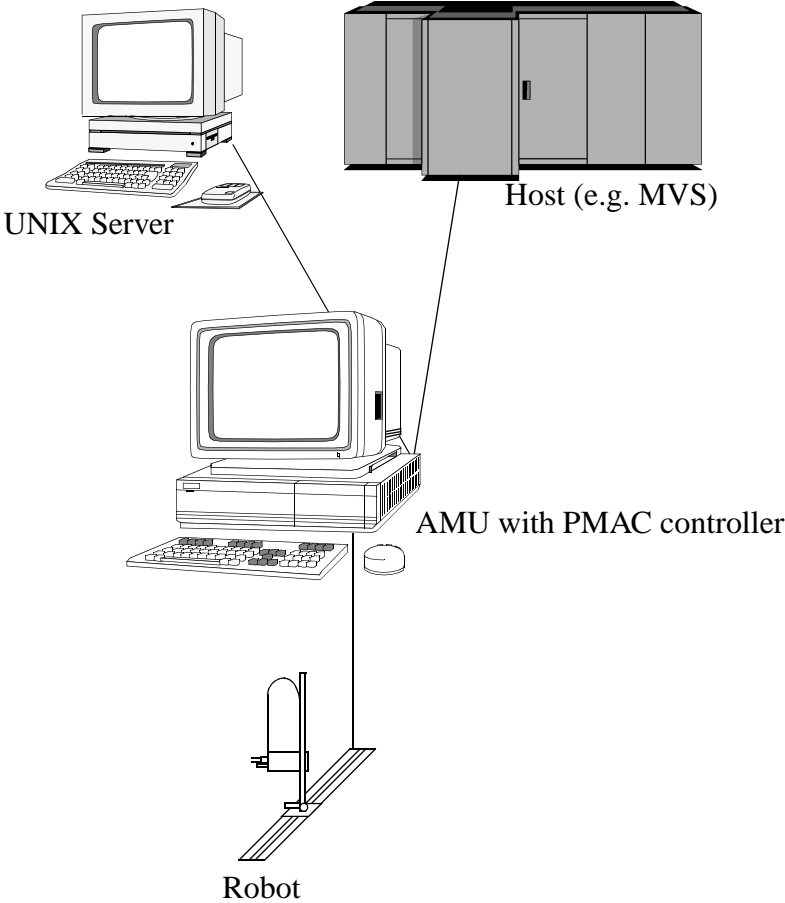 Host (e.g. MVS)
UNIX Server
AMU with PMAC controller
Robot